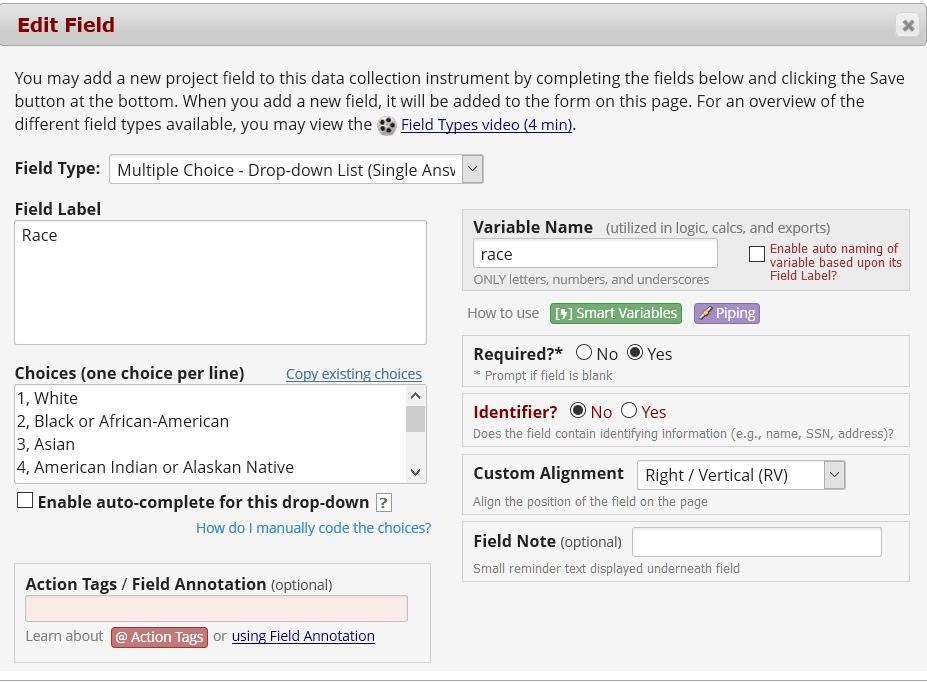 Edit Field
You may add a new project field to this data collection instrument by completing the fields below and clicking the Save
button at the bottom. When you add a new field, it will be added to the form on this page. For an overview of the
different field types available, you may view the Field Types video (4 min).
Field Type: Multiple Choice - Drop-down List (Single Answ
Field Label
Race
Choices (one choice per line) Copy existing choices
1, White
2, Black or African-American
3, Asian
4, American Indian or Alaskan Native
Enable auto-complete for this drop-down ?
How do I manually code the choices?
Action Tags / Field Annotation (optional)
Learn about @ Action Tags or using Field Annotation
Variable Name (utilized in logic, calcs, and exports)
race
ONLY letters, numbers, and underscores
Enable auto naming of
variable based upon its
Field Label?
How to use [⚡] Smart Variables Piping
Required?* No Yes
* Prompt if field is blank
Identifier? No Yes
Does the field contain identifying information (e.g., name, SSN, address)?
Custom Alignment Right / Vertical (RV)
Align the position of the field on the page
Field Note (optional)
Small reminder text displayed underneath field